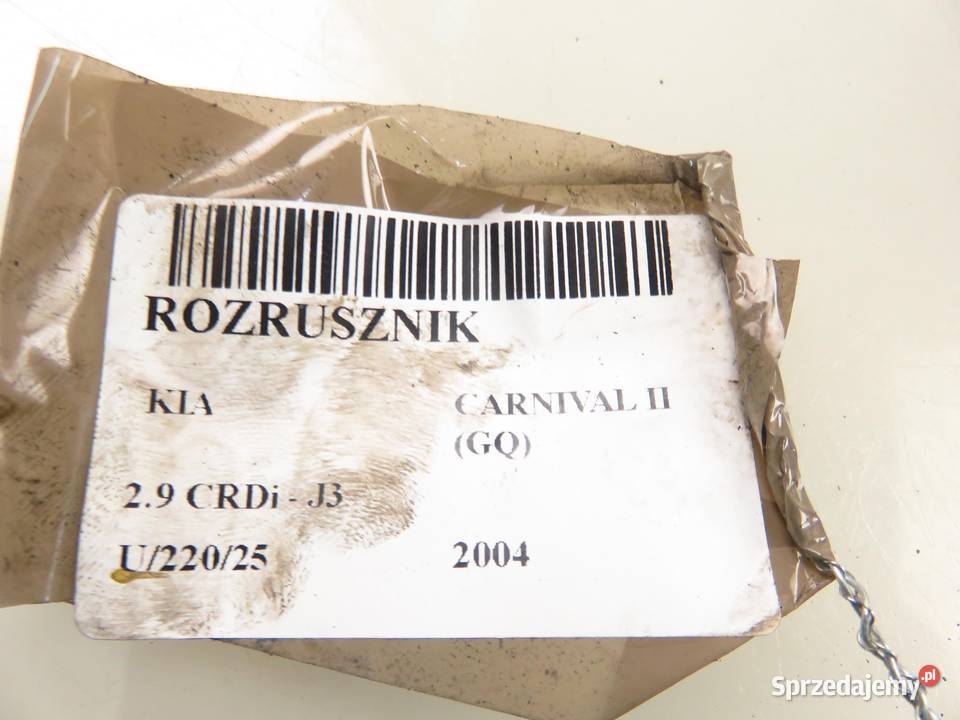 ROZRUSZNIK
KIA CARNIVAL II
(GQ)
2.9 CRDi - J3
U/220/25 2004
Sprzedajemy.pl